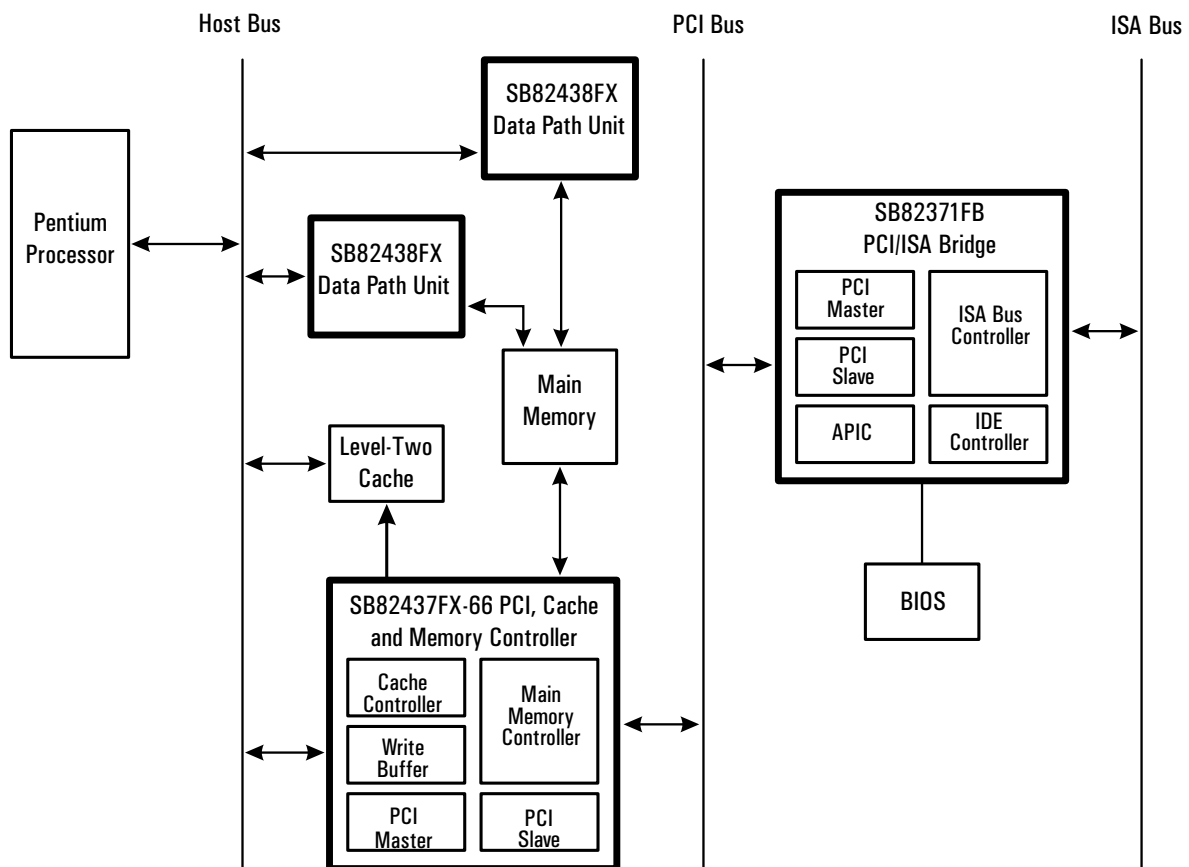 Host Bus
PCI Bus
ISA Bus
SB82438FX
Data Path Unit
Pentium
Processor
SB82438FX
Data Path Unit
Main
Memory
Level-Two
Cache
SB82437FX-66 PCI, Cache
and Memory Controller
Cache
Controller
Main
Memory
Controller
Write
Buffer
PCI
Master
PCI
Slave
SB82371FB
PCI/ISA Bridge
PCI
Master
ISA Bus
Controller
PCI
Slave
APIC
IDE
Controller
BIOS